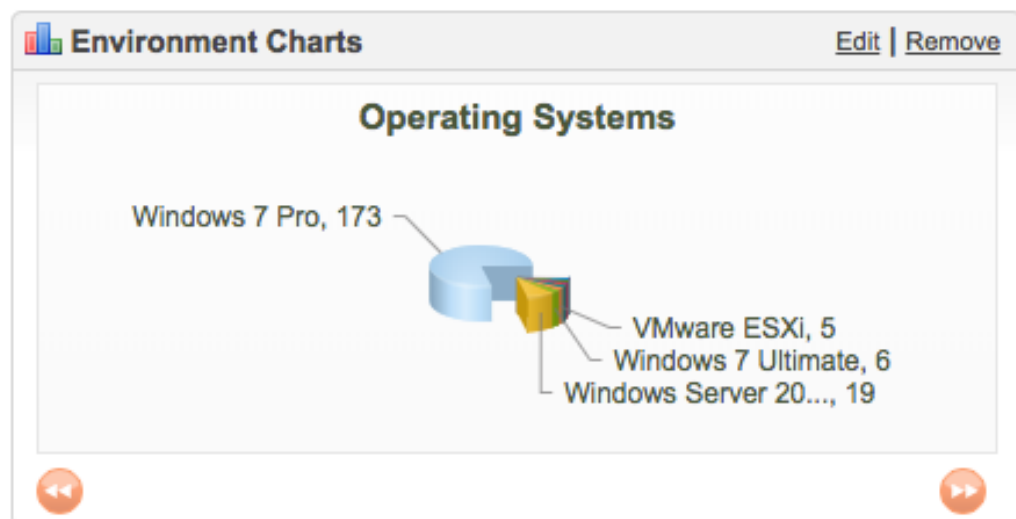 Environment Charts Edit | Remove
Operating Systems
Windows 7 Pro, 173
VMware ESXi, 5
Windows 7 Ultimate, 6
Windows Server 20..., 19